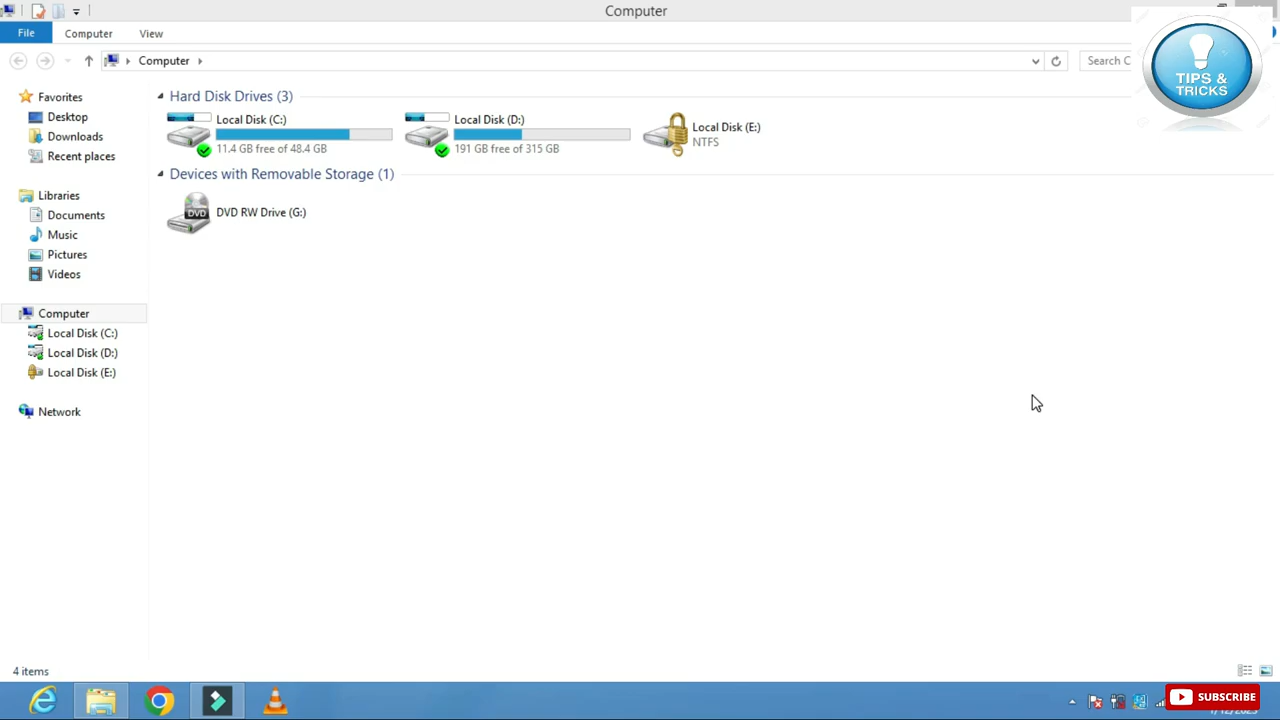 Computer
File
Computer
View
Computer
Search C
TIPS &
TRICKS
Favorites
Desktop
Downloads
Recent places
Libraries
Documents
Music
Pictures
Videos
Computer
Local Disk (C:)
Local Disk (D:)
Local Disk (E:)
Network
Hard Disk Drives (3)
Local Disk (C:)
11.4 GB free of 48.4 GB
Local Disk (D:)
191 GB free of 315 GB
Local Disk (E:)
NTFS
Devices with Removable Storage (1)
DVD
DVD RW Drive (G:)
4 items
SUBSCRIBE